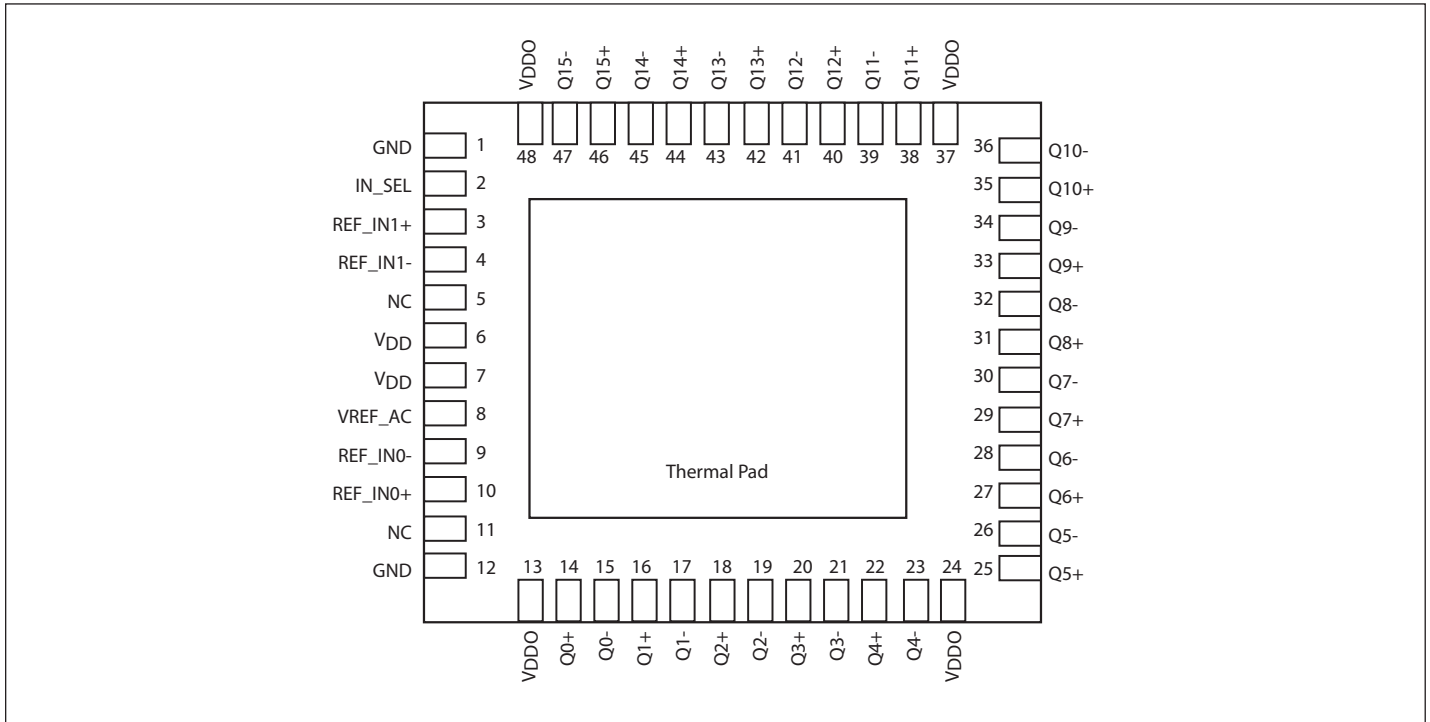 VDDO
Q15-
Q15+
Q14-
Q14+
Q13-
Q13+
Q12-
Q12+
Q11-
Q11+
VDDO
48
47
46
45
44
43
42
41
40
39
38
37
GND
1
IN_SEL
2
REF_IN1+
3
REF_IN1-
4
NC
5
VDD
6
VDD
7
VREF_AC
8
REF_IN0-
9
REF_IN0+
10
NC
11
GND
12
36
Q10-
35
Q10+
34
Q9-
33
Q9+
32
Q8-
31
Q8+
30
Q7-
29
Q7+
28
Q6-
27
Q6+
26
Q5-
25
Q5+
Thermal Pad
13
14
15
16
17
18
19
20
21
22
23
24
VDDO
Q0+
Q0-
Q1+
Q1-
Q2+
Q2-
Q3+
Q3-
Q4+
Q4-
VDDO